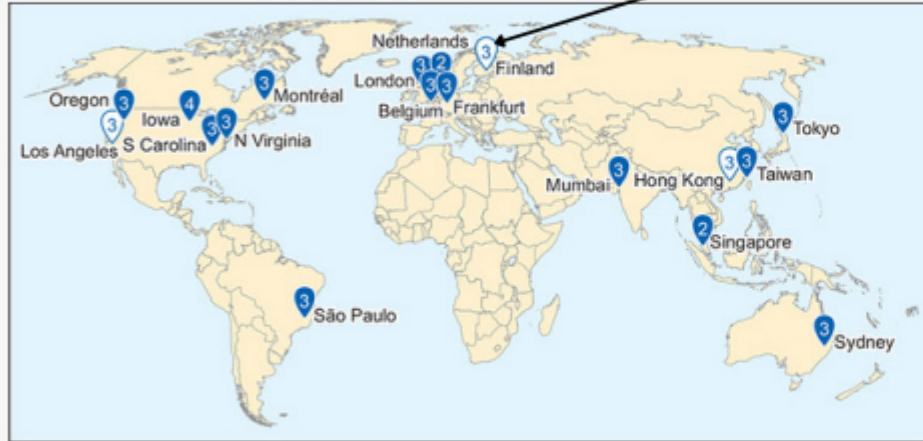 Netherlands
3
2
3
Finland
London
3
3
Belgium
Frankfurt
Oregon
3
4
Iowa
3
Montréal
3
Los Angeles
S Carolina
3
3
N Virginia
3
Tokyo
Mumbai
3
Hong Kong
3
3
Taiwan
2
Singapore
3
São Paulo
3
Sydney